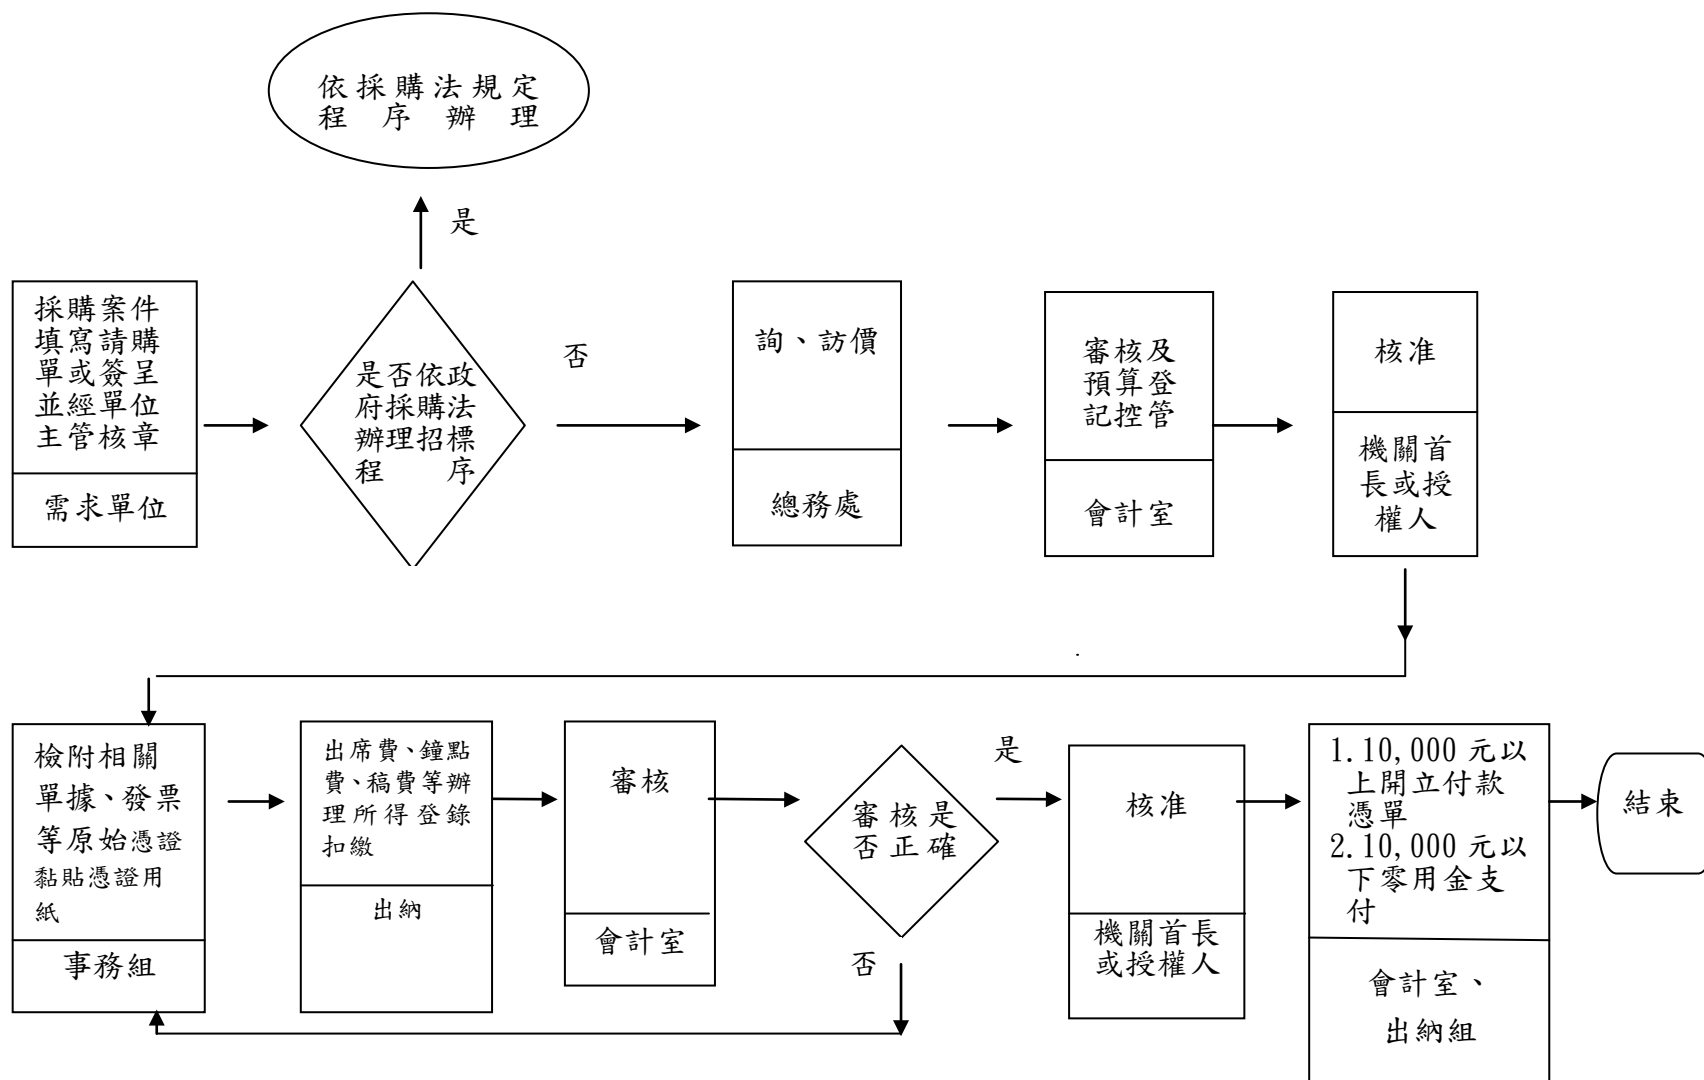 依採購法規定
程序辦理
是
採購案件
填寫請購
單或簽呈
並經單位
主管核章
需求單位
是否依政
府採購法
辦理招標
程序
否
詢、訪價
總務處
審核及
預算登
記控管
會計室
核准
機關首
長或授
權人
檢附相關
單據、發票
等原始憑證
黏貼憑證用
紙
事務組
出席費、鐘點
費、稿費等辦
理所得登錄
扣繳
出納
審核
會計室
審核是
否正確
是
否
核准
機關首長
或授權人
1.10,000 元以
上開立付款
憑單
2.10,000 元以
下零用金支
付
會計室、
出納組
結束